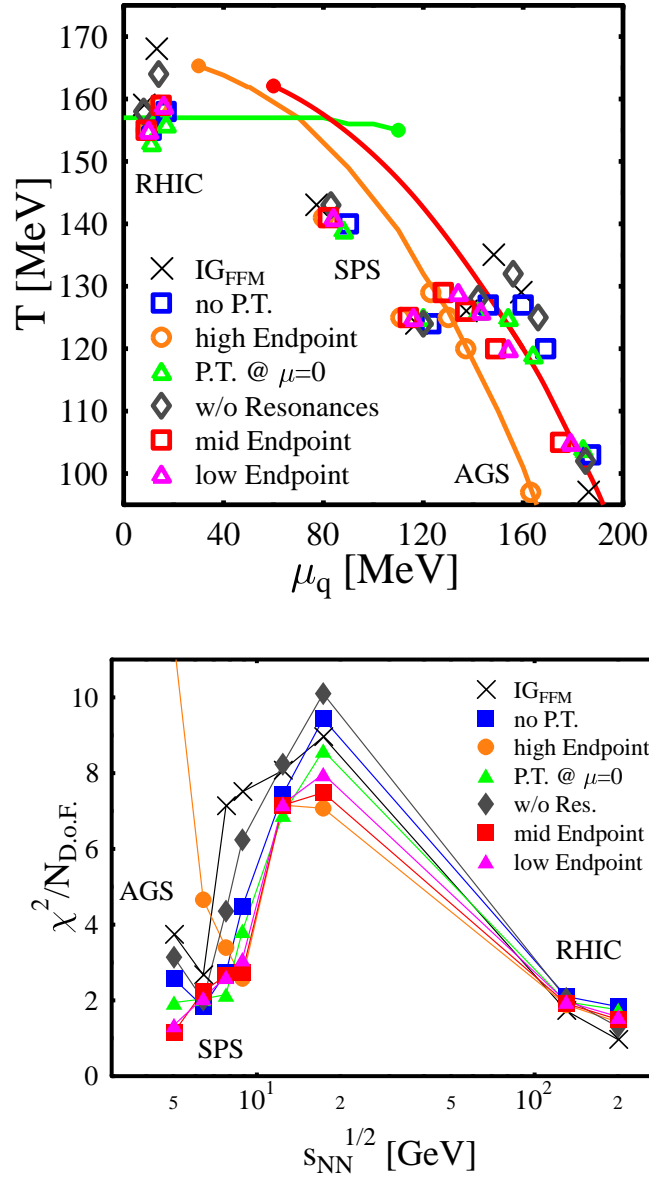 170
160
150
140
130
120
110
100
T [MeV]
RHIC
SPS
AGS
IG_FFM
no P.T.
high Endpoint
P.T. @ μ=0
w/o Resonances
mid Endpoint
low Endpoint
0 40 80 120 160 200
μ_q [MeV]
10
8
6
4
2
0
χ²/N_D.o.F.
AGS
SPS
RHIC
IG_FFM
no P.T.
high Endpoint
P.T. @ μ=0
w/o Res.
mid Endpoint
low Endpoint
5 10¹ 2 5 10² 2
s_NN^1/2 [GeV]